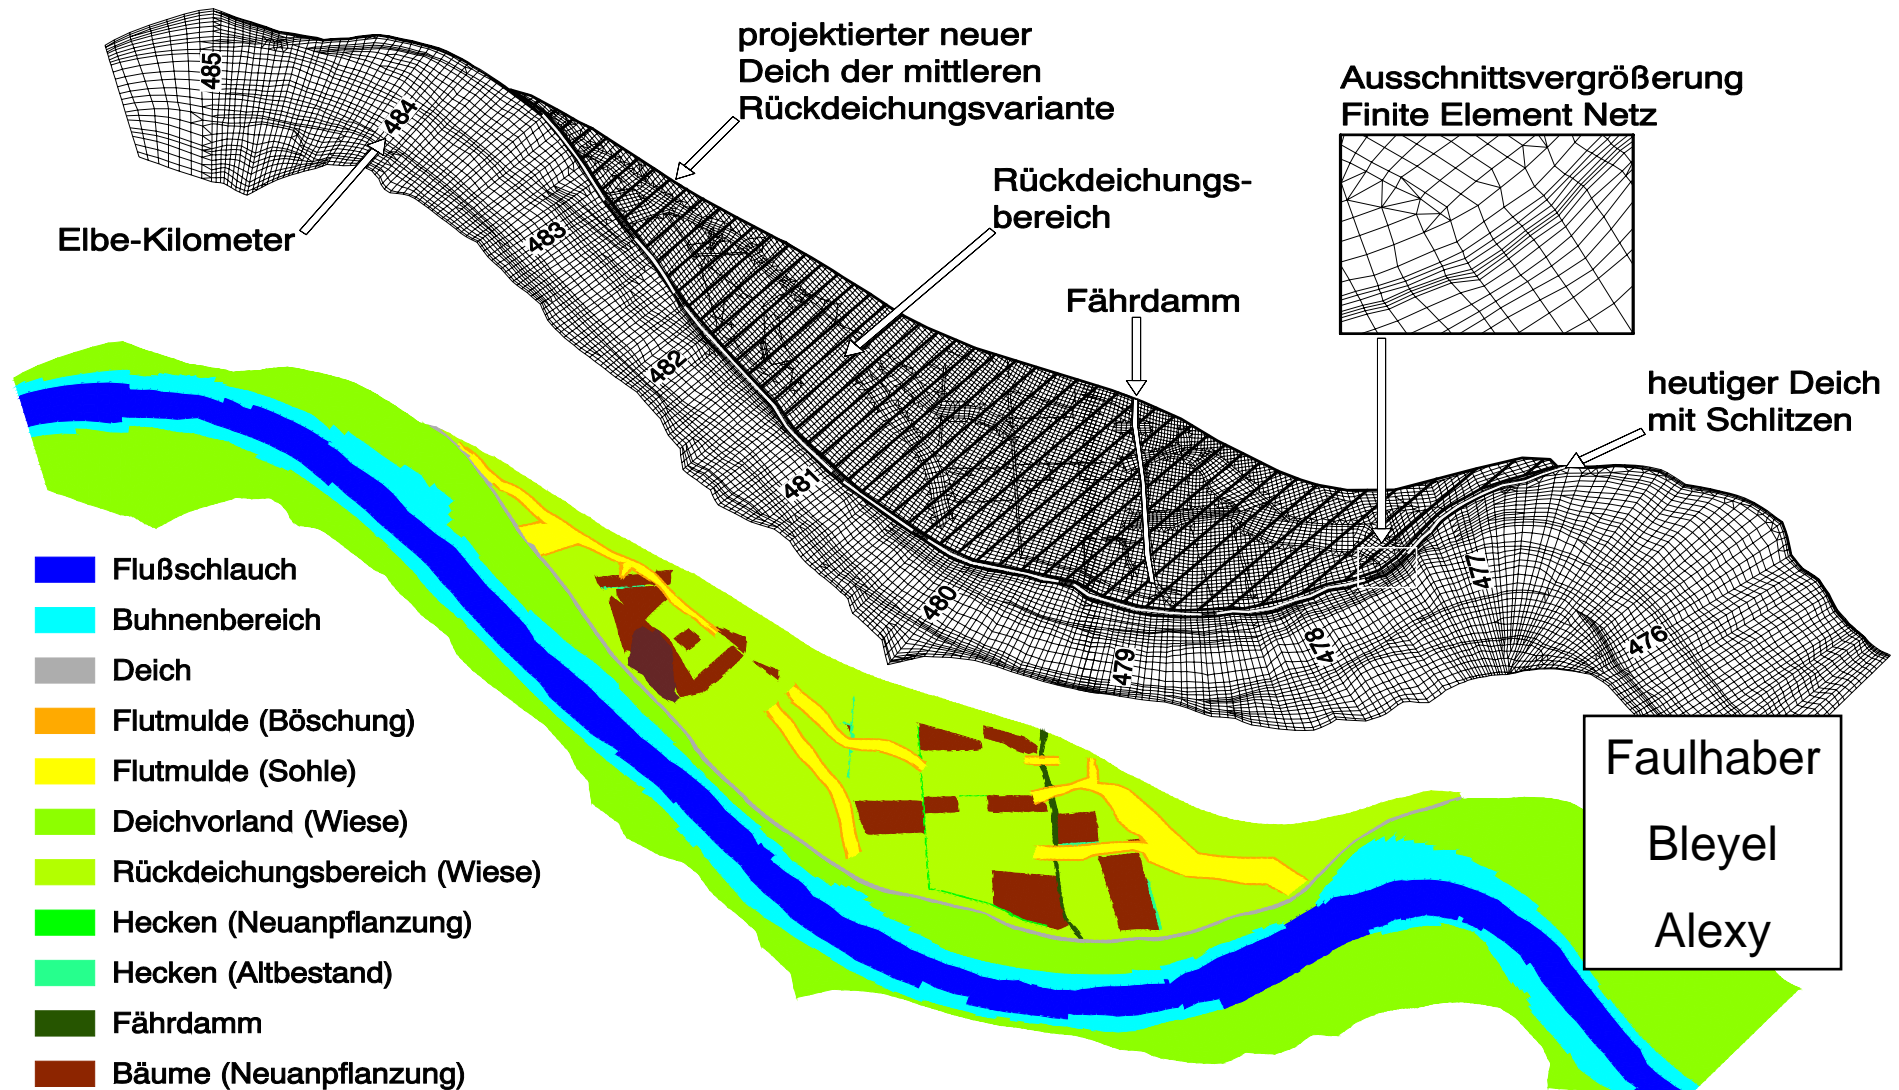 projektierter neuer
Deich der mittleren
Rückdeichungsvariante
Ausschnittsvergrößerung
Finite Element Netz
Rückdeichungs-
bereich
Elbe-Kilometer
Fährdamm
heutiger Deich
mit Schlitzen
485
484
483
482
481
480
479
478
477
476
Flußschlauch
Buhnenbereich
Deich
Flutmulde (Böschung)
Flutmulde (Sohle)
Deichvorland (Wiese)
Rückdeichungsbereich (Wiese)
Hecken (Neuanpflanzung)
Hecken (Altbestand)
Fährdamm
Bäume (Neuanpflanzung)
Faulhaber
Bleyel
Alexy